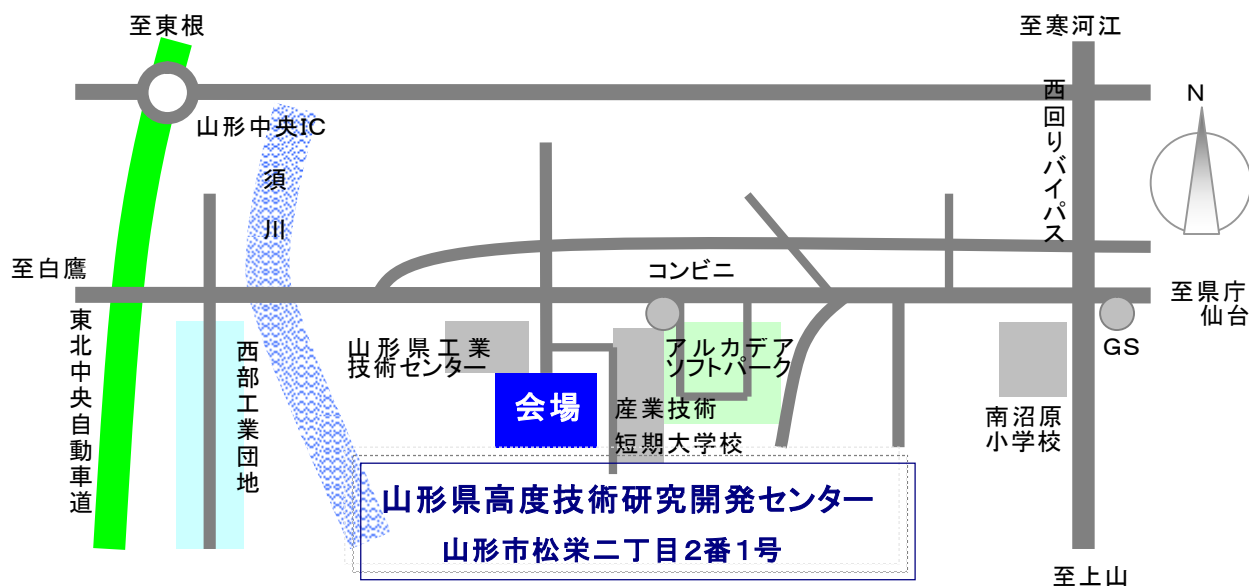 至東根
至寒河江
山形中央IC
西回りバイパス
N
須川
至白鷹
コンビニ
至県庁
仙台
東北中央自動車道
西部工業団地
山形県工業
技術センター
アルカデア
ソフトパーク
GS
会場
産業技術
短期大学校
南沼原
小学校
山形県高度技術研究開発センター
山形市松栄二丁目2番1号
至上山